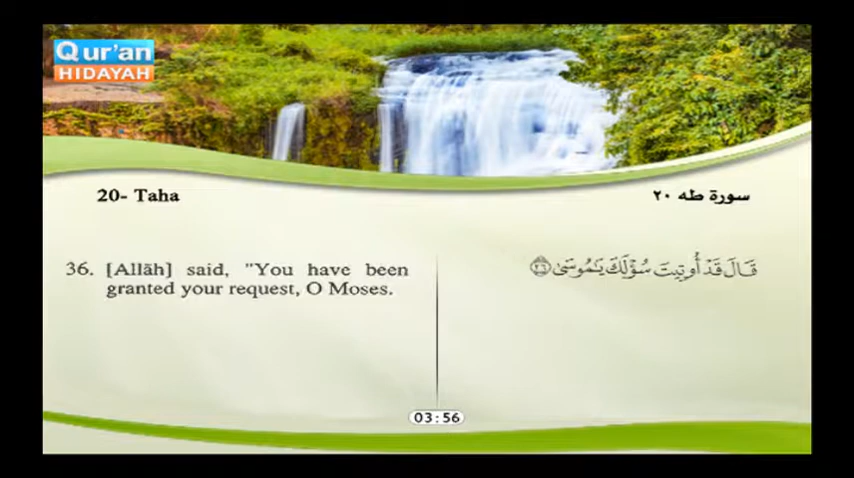 Qur'an
HIDAYAH
20- Taha
سورة طه ٢٠
36. [Allāh] said, "You have been
granted your request, O Moses.
قَالَ قَدْ أُوتِيتَ سُؤْلَكَ يَـٰمُوسَىٰ ٣٦
03:56